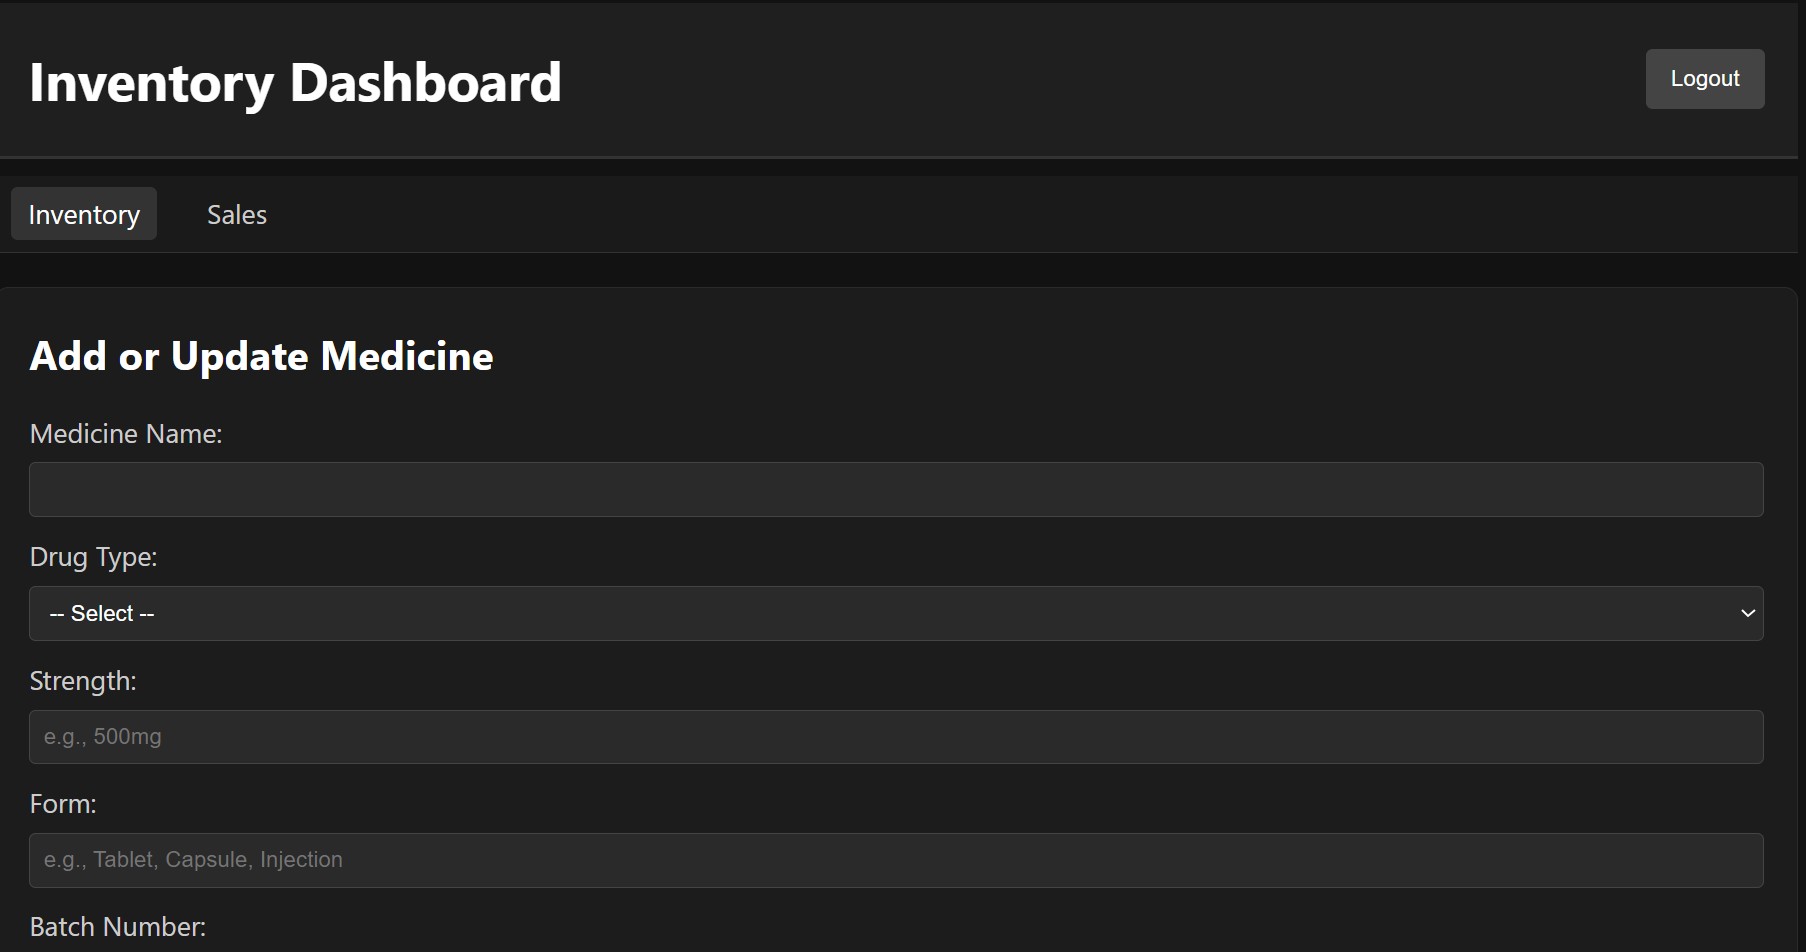 Inventory Dashboard
Logout
Inventory
Sales
Add or Update Medicine
Medicine Name:
Drug Type:
-- Select --
Strength:
e.g., 500mg
Form:
e.g., Tablet, Capsule, Injection
Batch Number: